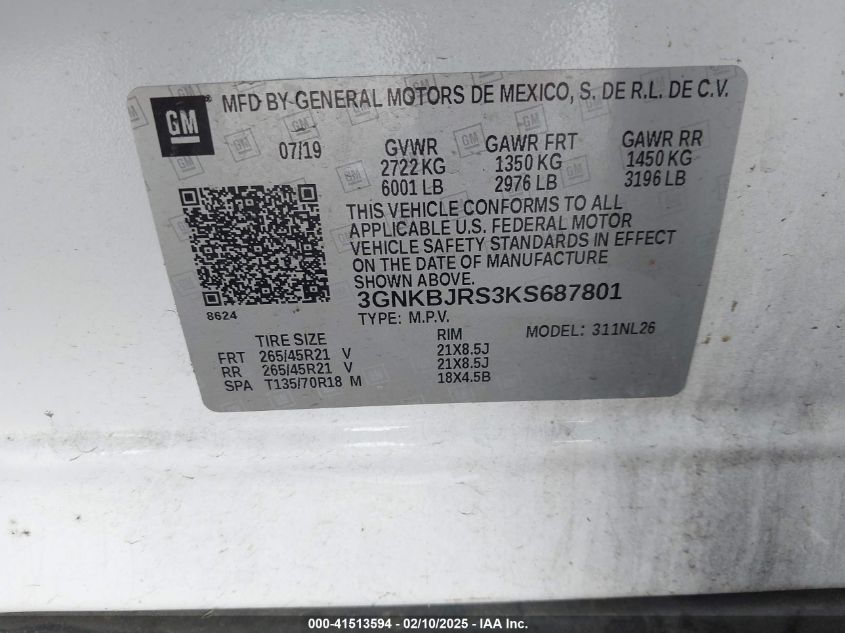 GM®
MFD BY GENERAL MOTORS DE MEXICO, S. DE R.L. DE C.V.
07/19 GVWR GAWR FRT GAWR RR
2722 KG 1350 KG 1450 KG
6001 LB 2976 LB 3196 LB
THIS VEHICLE CONFORMS TO ALL
APPLICABLE U.S. FEDERAL MOTOR
VEHICLE SAFETY STANDARDS IN EFFECT
ON THE DATE OF MANUFACTURE
SHOWN ABOVE.
3GNKBJRS3KS687801
8624
TYPE: M.P.V. MODEL: 311NL26
TIRE SIZE RIM
FRT 265/45R21 V 21X8.5J
RR 265/45R21 V 21X8.5J
SPA T135/70R18 M 18X4.5B
000-41513594 — 02/10/2025 - IAA Inc.